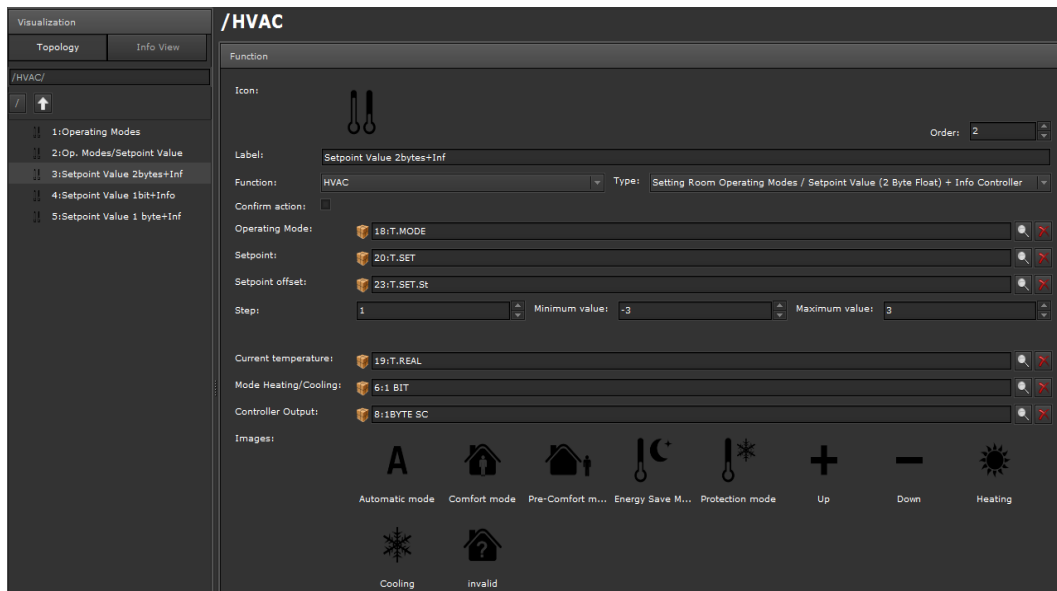 Visualization
/HVAC
Topology
Info View
Function
/HVAC/
/
Icon:
1:Operating Modes
2:Op. Modes/Setpoint Value
3:Setpoint Value 2bytes+Inf
4:Setpoint Value 1bit+Info
5:Setpoint Value 1 byte+Inf
Order: 2
Label: Setpoint Value 2bytes+Inf
Function: HVAC Type: Setting Room Operating Modes / Setpoint Value (2 Byte Float) + Info Controller
Confirm action:
Operating Mode: 18:T.MODE
Setpoint: 20:T.SET
Setpoint offset: 23:T.SET.St
Step: 1 Minimum value: -3 Maximum value: 3
Current temperature: 19:T.REAL
Mode Heating/Cooling: 6:1 BIT
Controller Output: 8:1BYTE SC
Images:
A
Automatic mode Comfort mode Pre-Comfort m... Energy Save M... Protection mode Up Down Heating
?
Cooling invalid